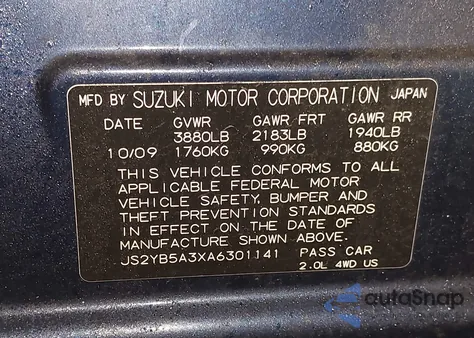 MFD BY SUZUKI MOTOR CORPORATION JAPAN
DATE GVWR GAWR FRT GAWR RR
3880LB 2183LB 1940LB
10/09 1760KG 990KG 880KG
THIS VEHICLE CONFORMS TO ALL
APPLICABLE FEDERAL MOTOR
VEHICLE SAFETY, BUMPER AND
THEFT PREVENTION STANDARDS
IN EFFECT ON THE DATE OF
MANUFACTURE SHOWN ABOVE.
JS2YB5A3XA6301141 PASS CAR
2.0L 4WD US
autoSnap